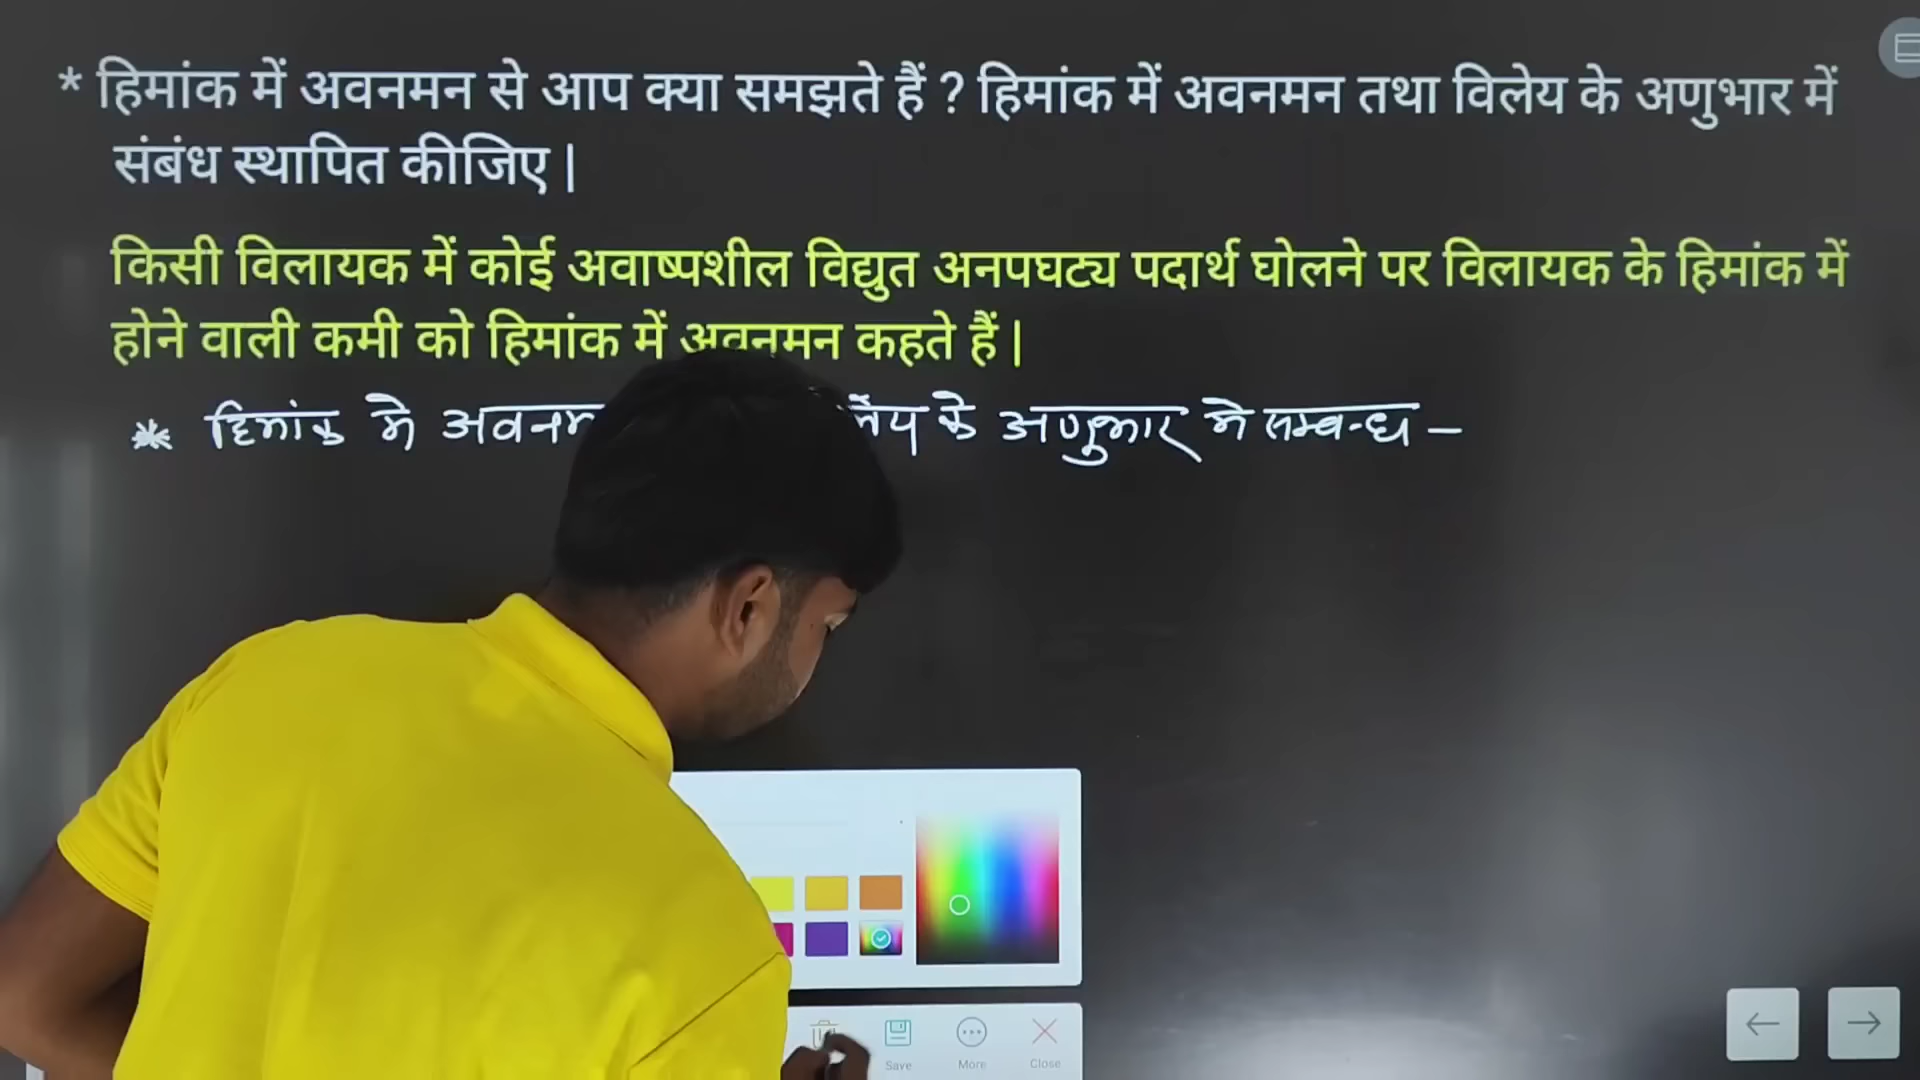 * हिमांक में अवनमन से आप क्या समझते हैं ? हिमांक में अवनमन तथा विलेय के अणुभार में
संबंध स्थापित कीजिए |
किसी विलायक में कोई अवाष्पशील विद्युत अनपघट्य पदार्थ घोलने पर विलायक के हिमांक में
होने वाली कमी को हिमांक में अवनमन कहते हैं |
* हिमांक मे अवनम के अणुभार मे सम्बन्ध –
Save More Close